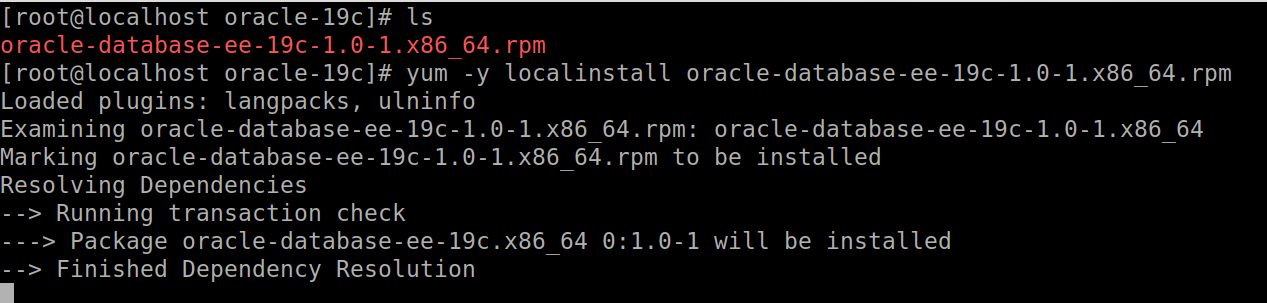 [root@localhost oracle-19c]# ls
oracle-database-ee-19c-1.0-1.x86_64.rpm
[root@localhost oracle-19c]# yum -y localinstall oracle-database-ee-19c-1.0-1.x86_64.rpm
Loaded plugins: langpacks, ulninfo
Examining oracle-database-ee-19c-1.0-1.x86_64.rpm: oracle-database-ee-19c-1.0-1.x86_64
Marking oracle-database-ee-19c-1.0-1.x86_64.rpm to be installed
Resolving Dependencies
--> Running transaction check
---> Package oracle-database-ee-19c.x86_64 0:1.0-1 will be installed
--> Finished Dependency Resolution